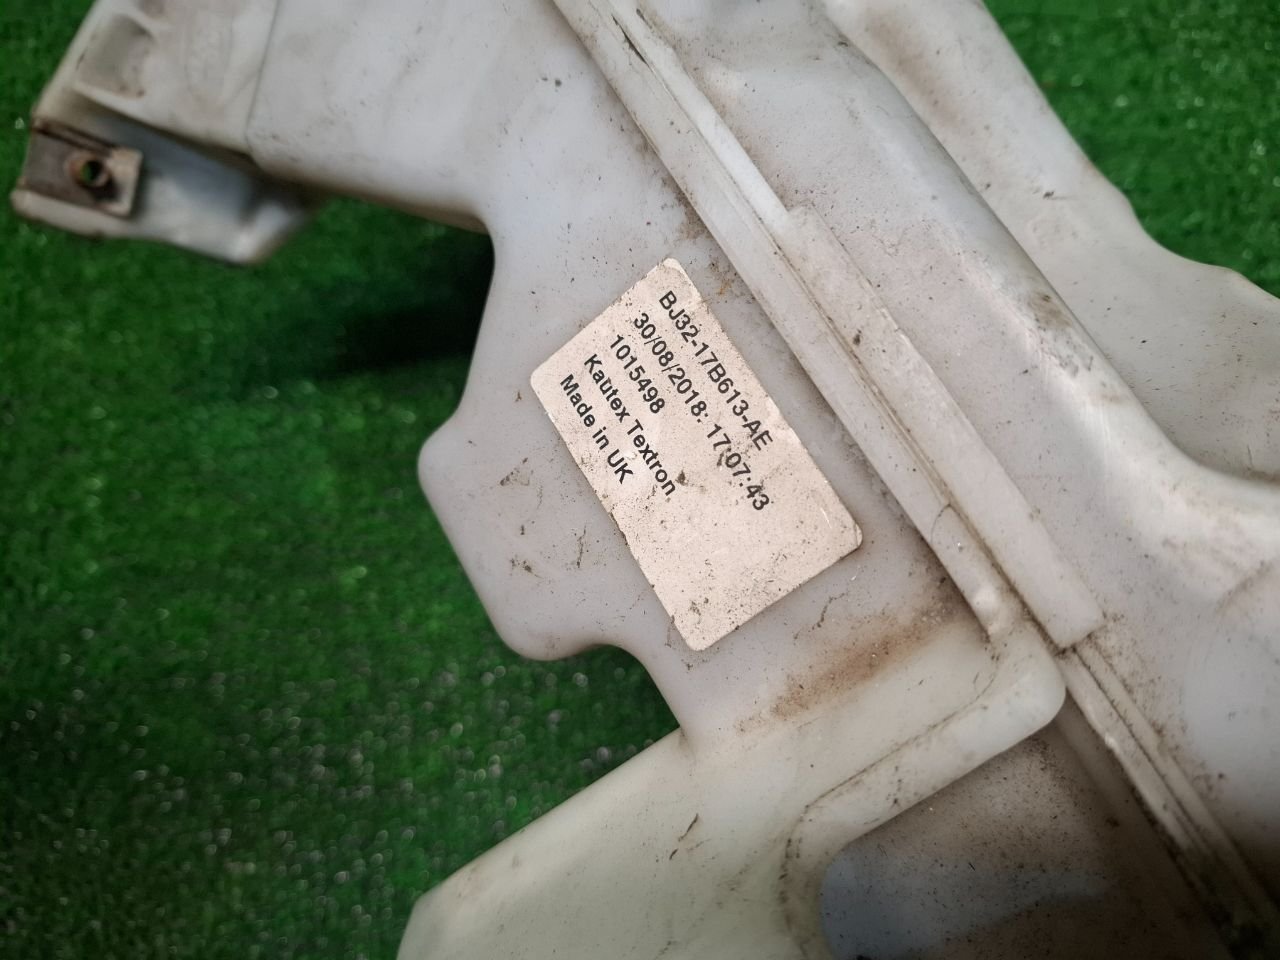 BJ32-17B613-AE
30/08/2018: 17:07:43
1015498
Kautex Textron
Made in UK